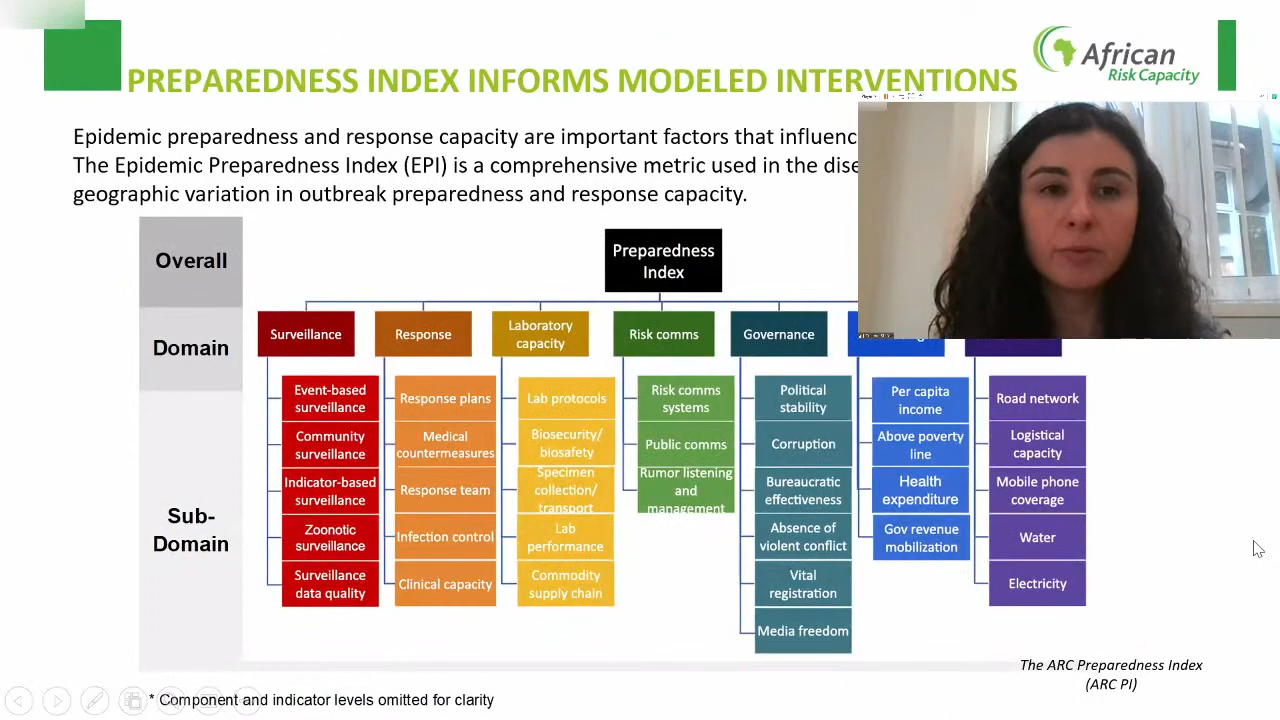 PREPAREDNESS INDEX INFORMS MODELED INTERVENTIONS
African
Risk Capacity
Epidemic preparedness and response capacity are important factors that influenc
The Epidemic Preparedness Index (EPI) is a comprehensive metric used in the dise
geographic variation in outbreak preparedness and response capacity.
Overall
Preparedness
Index
Domain
Surveillance
Response
Laboratory
capacity
Risk comms
Governance
Sub-
Domain
Event-based
surveillance
Community
surveillance
Indicator-based
surveillance
Zoonotic
surveillance
Surveillance
data quality
Response plans
Medical
countermeasures
Response team
Infection control
Clinical capacity
Lab protocols
Biosecurity/
biosafety
Specimen
collection/
transport
Lab
performance
Commodity
supply chain
Risk comms
systems
Public comms
Rumor listening
and
management
Political
stability
Corruption
Bureaucratic
effectiveness
Absence of
violent conflict
Vital
registration
Media freedom
Per capita
income
Above poverty
line
Health
expenditure
Gov revenue
mobilization
Road network
Logistical
capacity
Mobile phone
coverage
Water
Electricity
The ARC Preparedness Index
(ARC PI)
* Component and indicator levels omitted for clarity